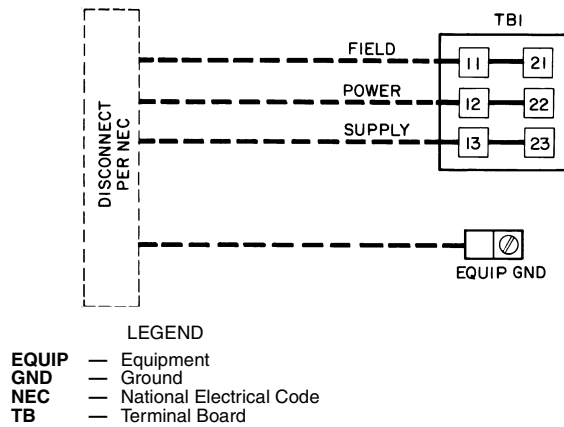 TB1
FIELD
11
21
POWER
12
22
SUPPLY
13
23
DISCONNECT
PER NEC
EQUIP GND
LEGEND
EQUIP — Equipment
GND — Ground
NEC — National Electrical Code
TB — Terminal Board